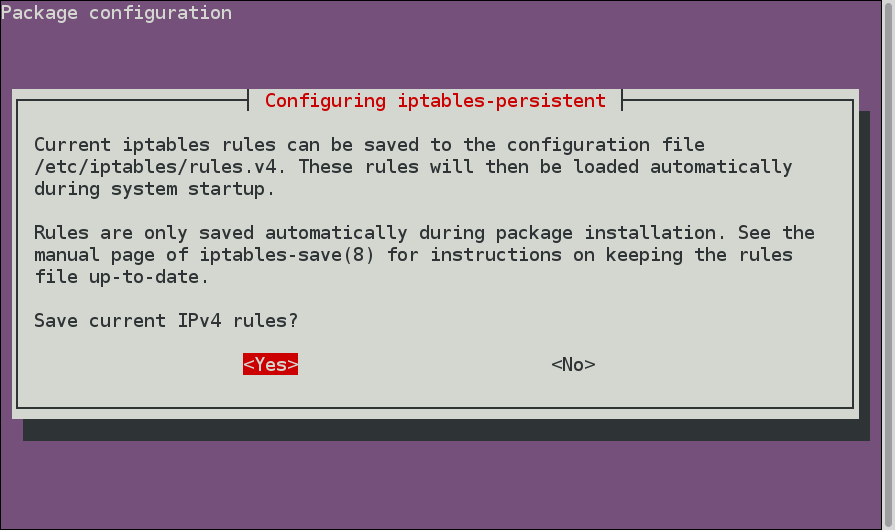 Package configuration
Configuring iptables-persistent
Current iptables rules can be saved to the configuration file
/etc/iptables/rules.v4. These rules will then be loaded automatically
during system startup.
Rules are only saved automatically during package installation. See the
manual page of iptables-save(8) for instructions on keeping the rules
file up-to-date.
Save current IPv4 rules?
<Yes> <No>